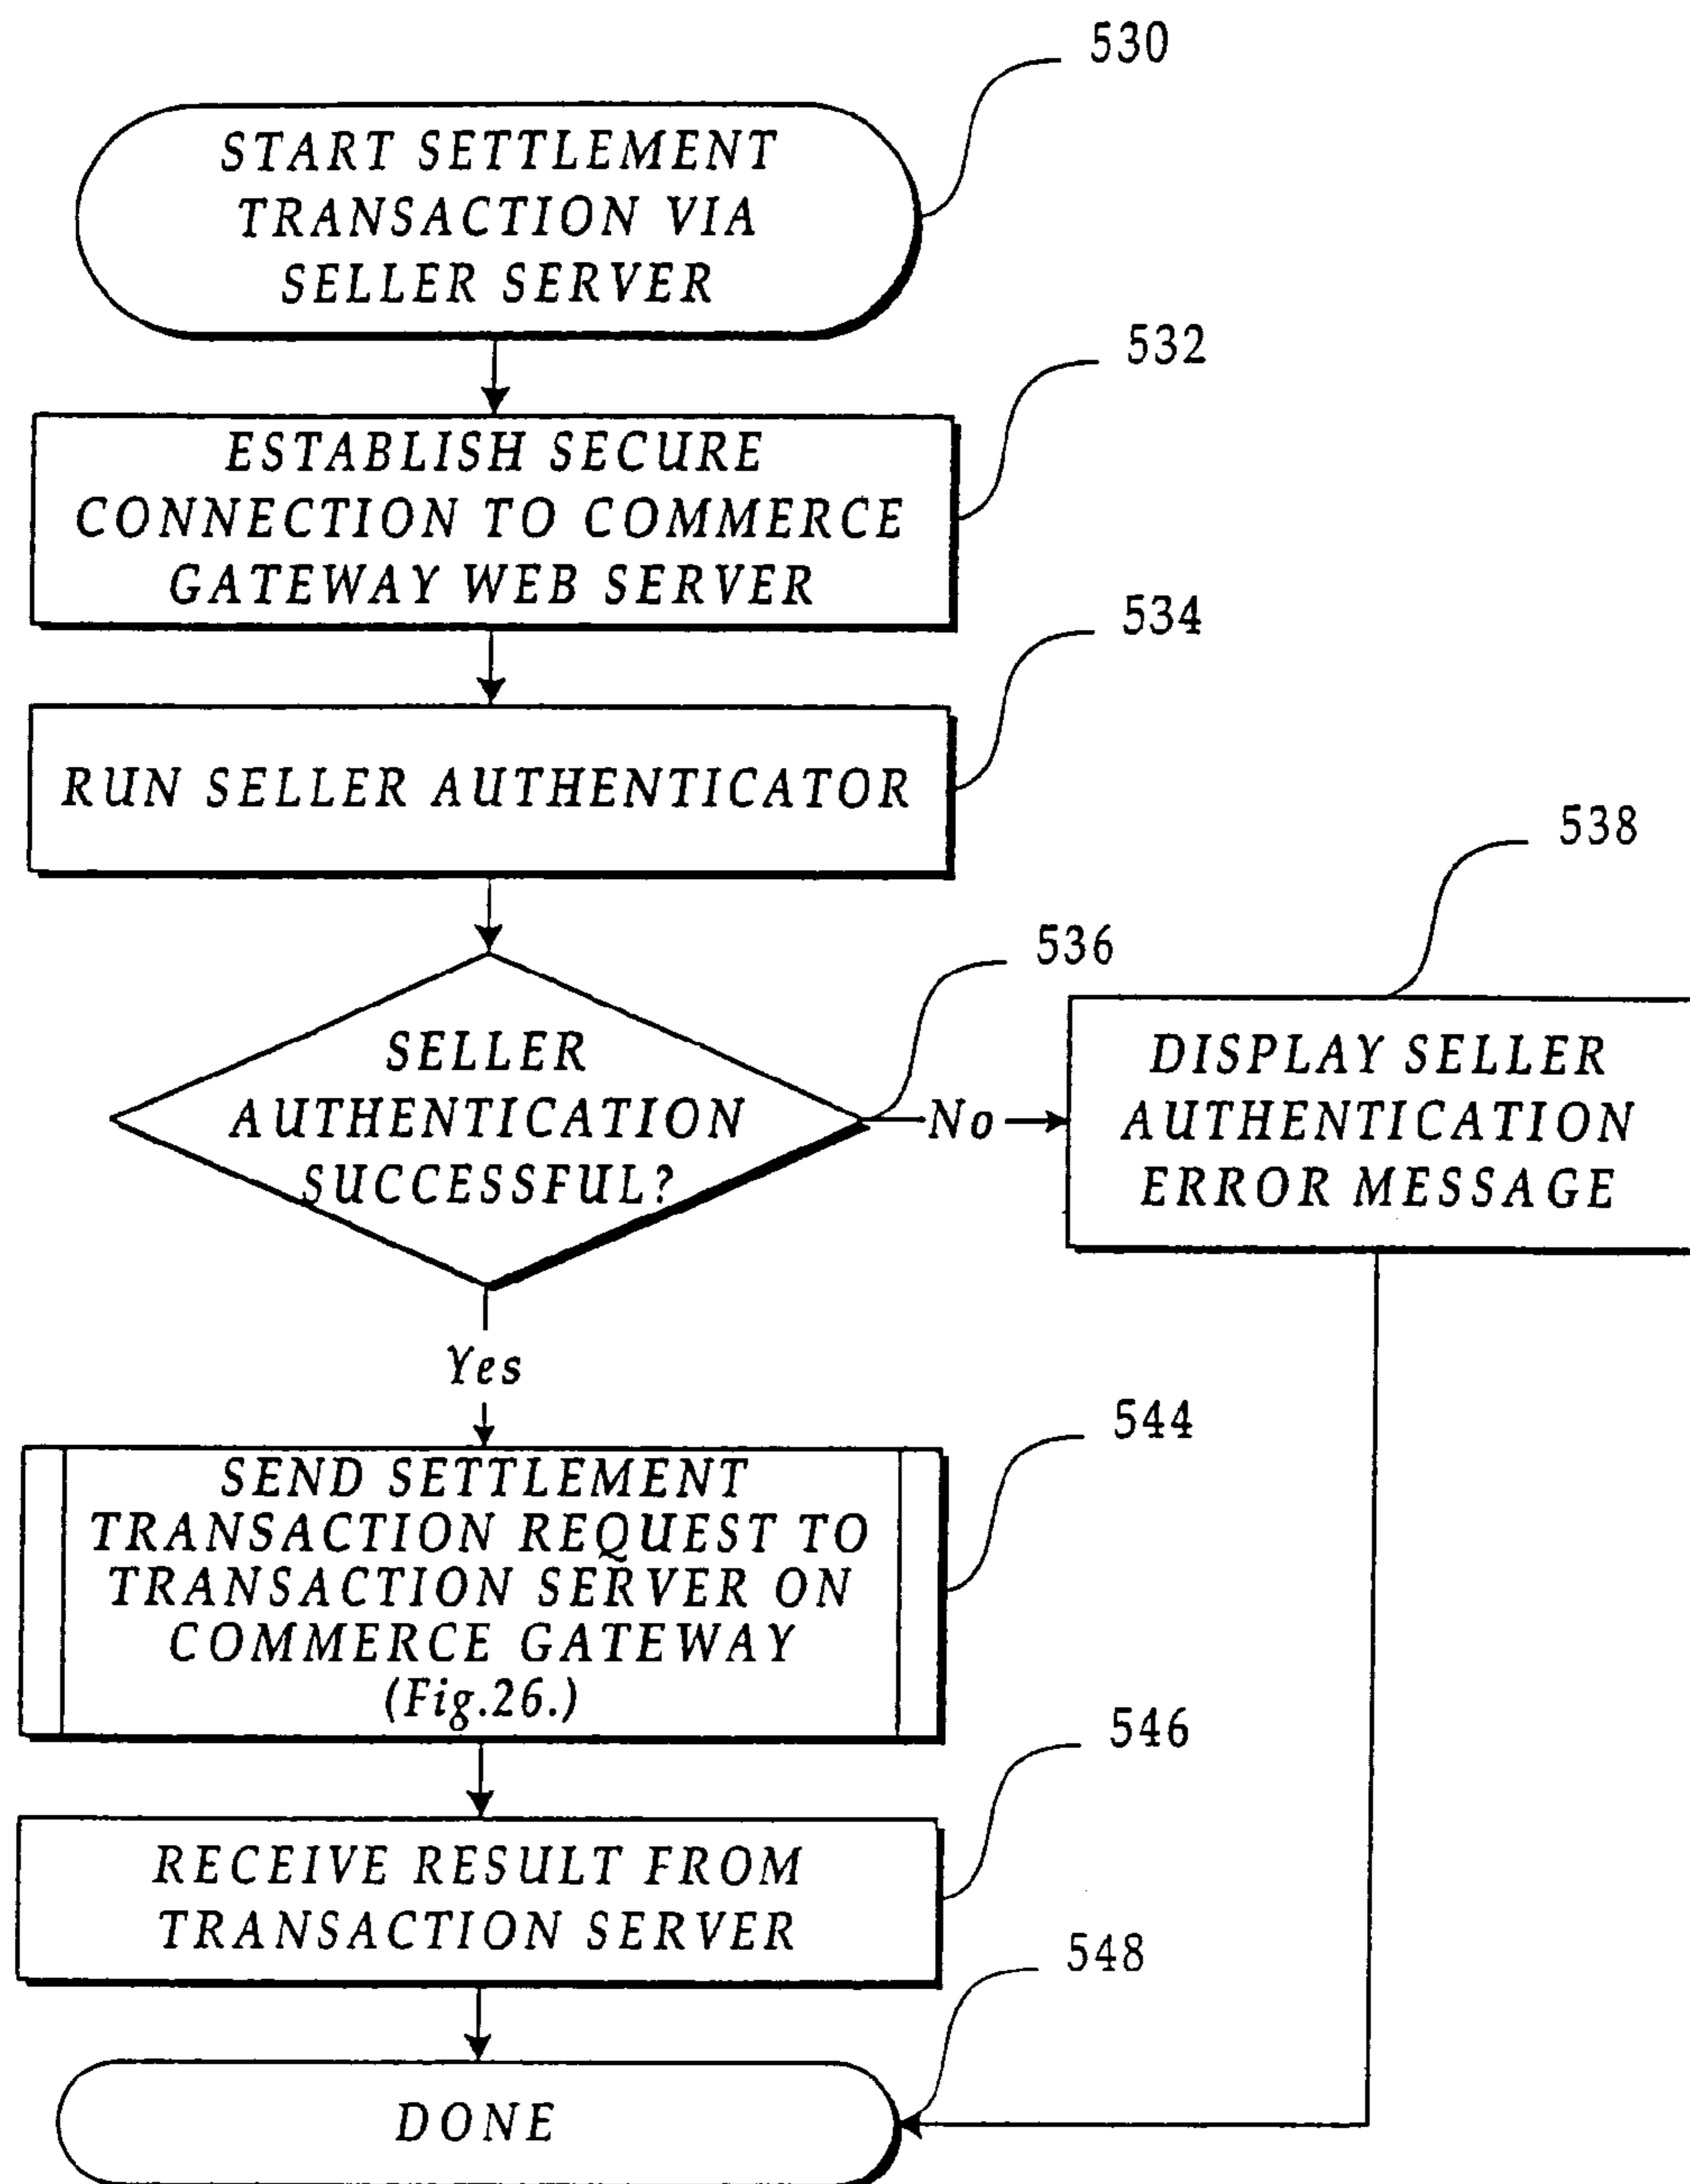 530
START SETTLEMENT
TRANSACTION VIA
SELLER SERVER
532
ESTABLISH SECURE
CONNECTION TO COMMERCE
GATEWAY WEB SERVER
534
RUN SELLER AUTHENTICATOR
536
SELLER
AUTHENTICATION
SUCCESSFUL?
No
538
DISPLAY SELLER
AUTHENTICATION
ERROR MESSAGE
Yes
544
SEND SETTLEMENT
TRANSACTION REQUEST TO
TRANSACTION SERVER ON
COMMERCE GATEWAY
(Fig.26.)
546
RECEIVE RESULT FROM
TRANSACTION SERVER
548
DONE